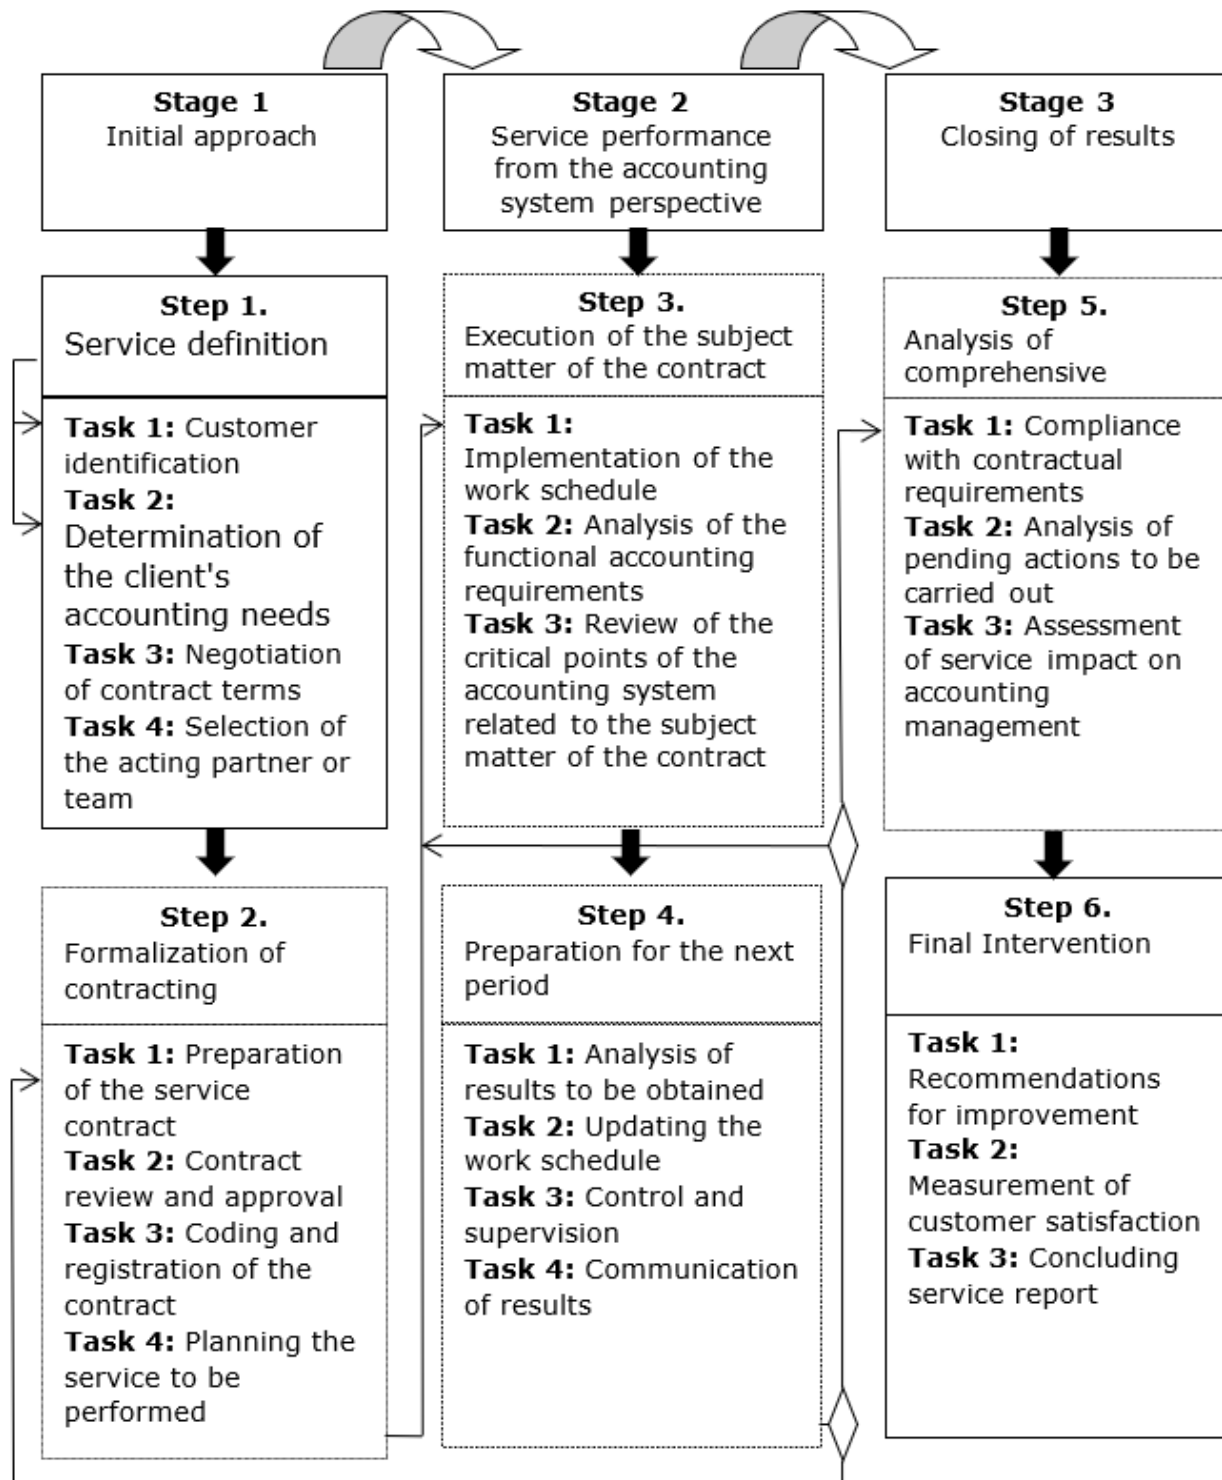 Stage 1
Initial approach
Stage 2
Service performance
from the accounting
system perspective
Stage 3
Closing of results
Step 1.
Service definition
Task 1: Customer
identification
Task 2:
Determination of
the client's
accounting needs
Task 3: Negotiation
of contract terms
Task 4: Selection of
the acting partner or
team
Step 2.
Formalization of
contracting
Task 1: Preparation
of the service
contract
Task 2: Contract
review and approval
Task 3: Coding and
registration of the
contract
Task 4: Planning the
service to be
performed
Step 3.
Execution of the subject
matter of the contract
Task 1:
Implementation of the
work schedule
Task 2: Analysis of the
functional accounting
requirements
Task 3: Review of the
critical points of the
accounting system
related to the subject
matter of the contract
Step 4.
Preparation for the next
period
Task 1: Analysis of
results to be obtained
Task 2: Updating the
work schedule
Task 3: Control and
supervision
Task 4: Communication
of results
Step 5.
Analysis of
comprehensive
Task 1: Compliance
with contractual
requirements
Task 2: Analysis of
pending actions to be
carried out
Task 3: Assessment
of service impact on
accounting
management
Step 6.
Final Intervention
Task 1:
Recommendations
for improvement
Task 2:
Measurement of
customer satisfaction
Task 3: Concluding
service report